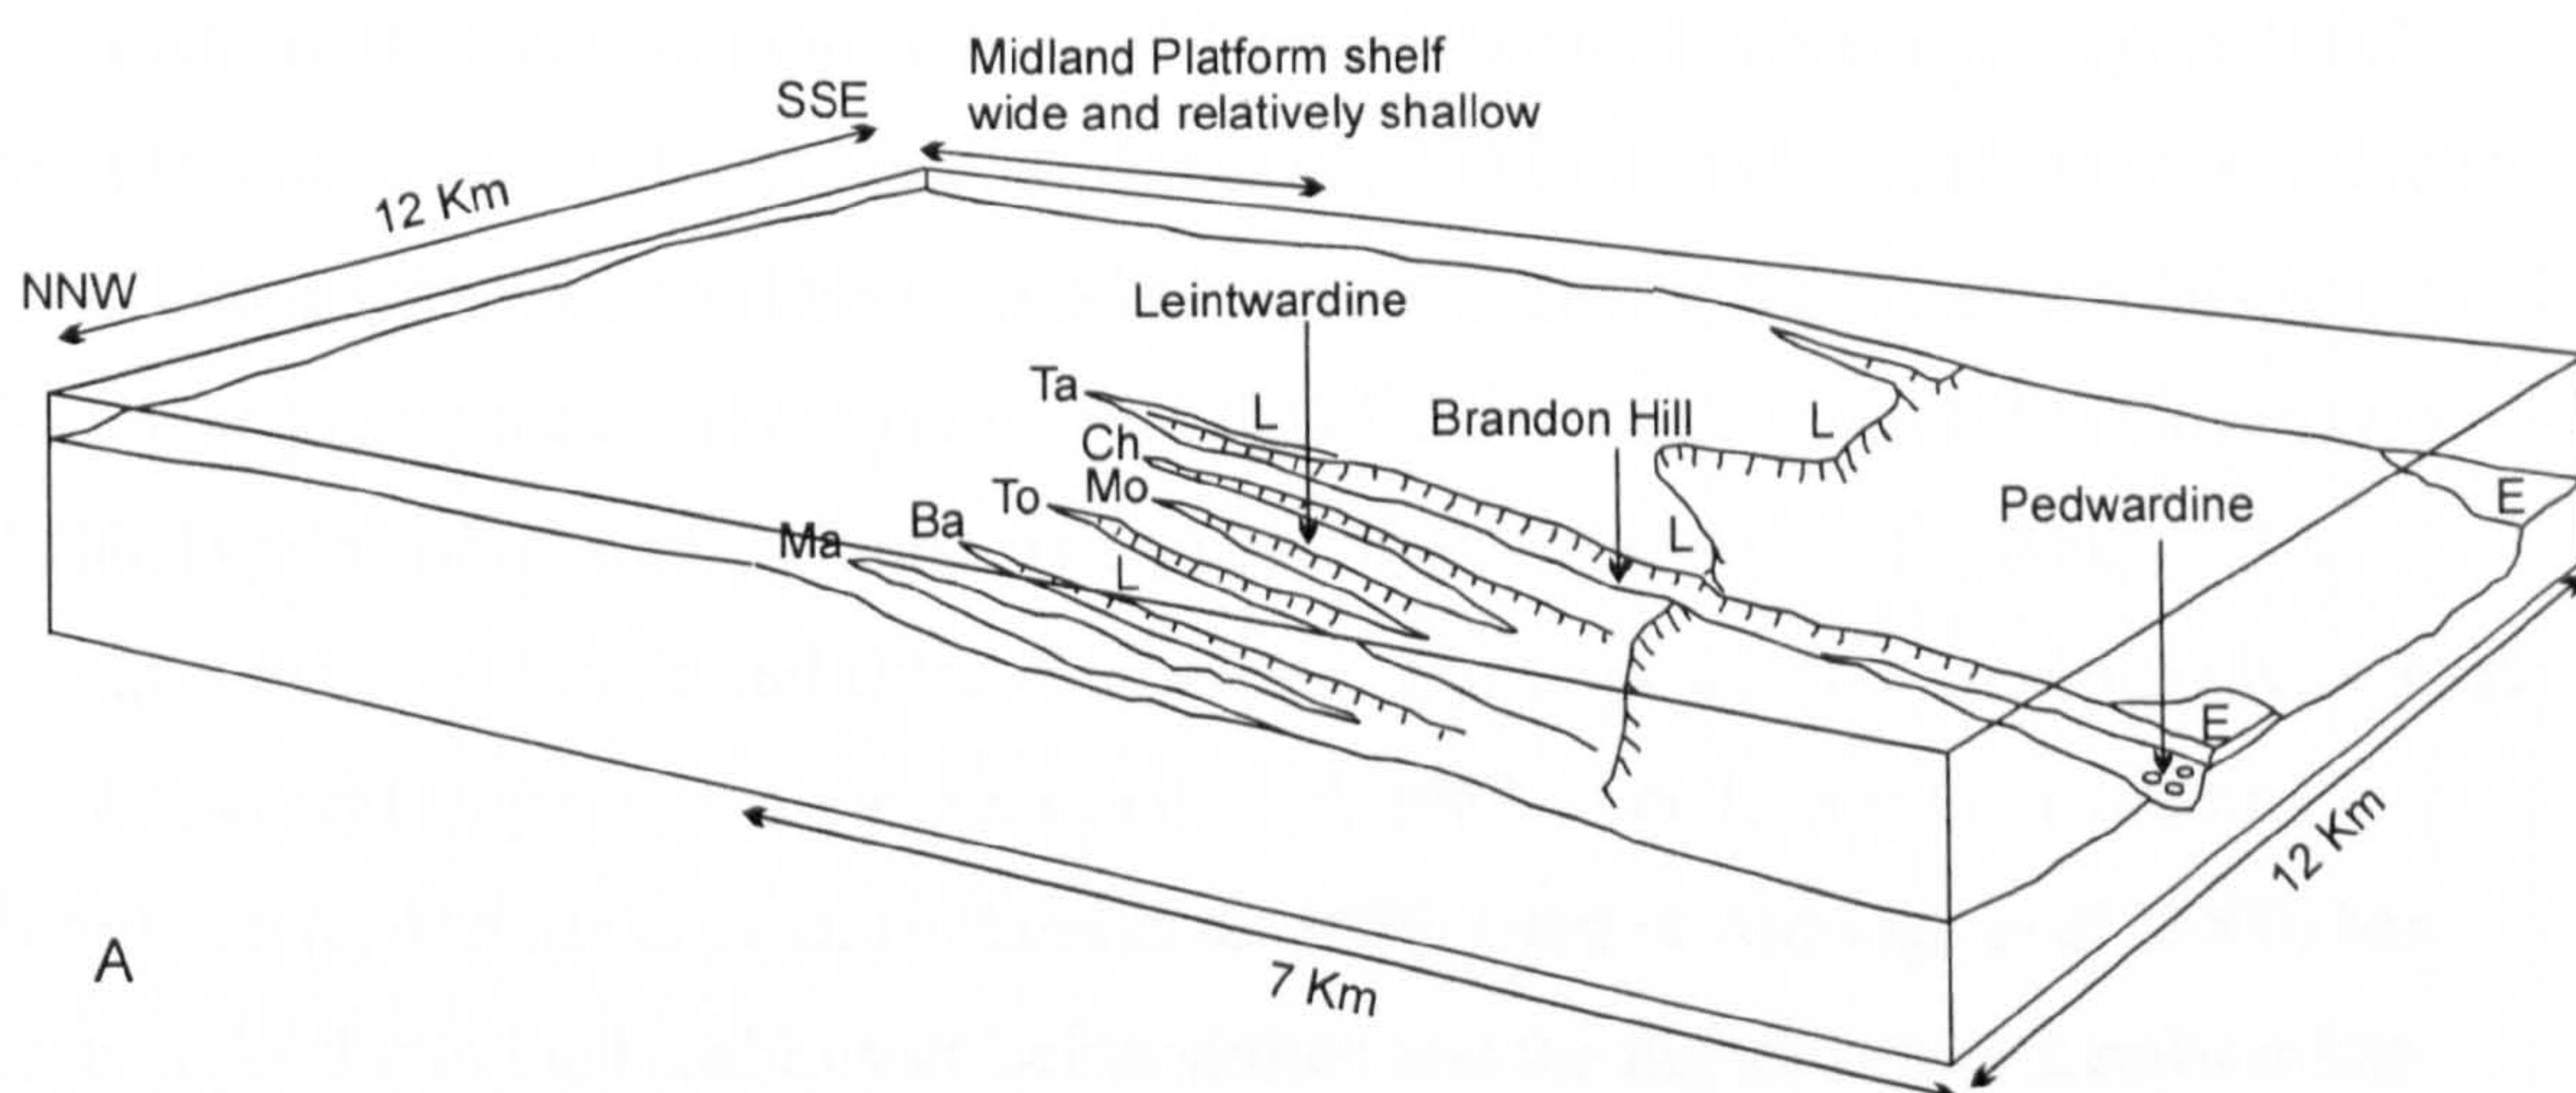 Midland Platform shelf
wide and relatively shallow
SSE
12 Km
NNW
Leintwardine
Ta
L
Brandon Hill
L
Ch
Mo
To
Ba
Ma
L
L
Pedwardine
E
E
12 Km
7 Km
A